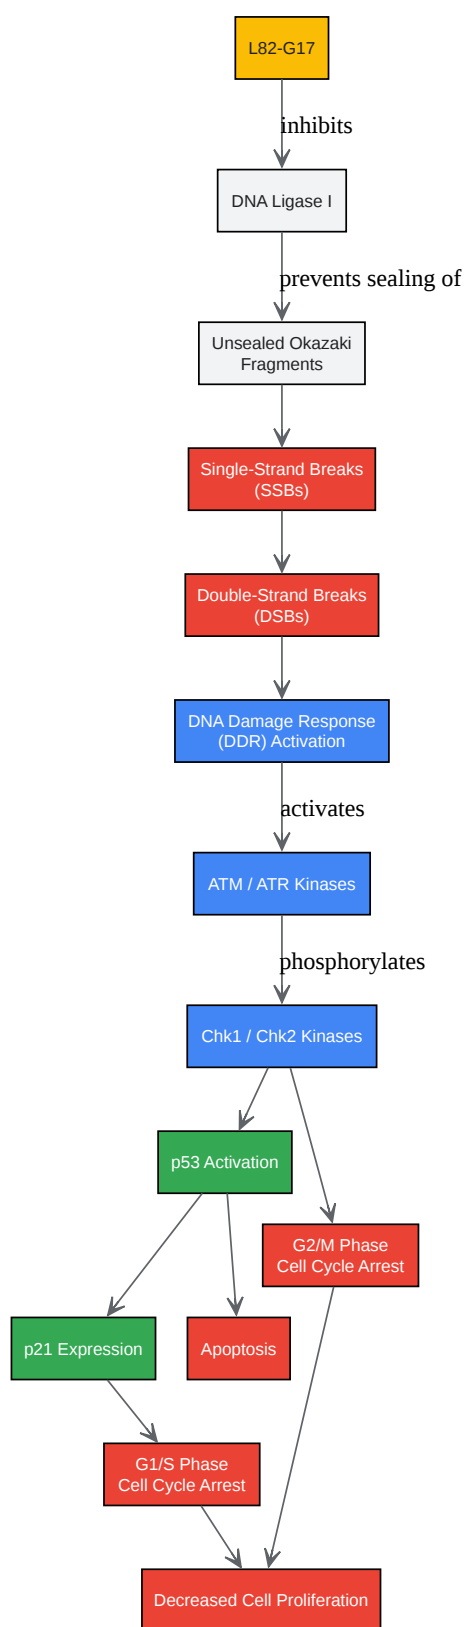 L82-G17
inhibits
DNA Ligase I
prevents sealing of
Unsealed Okazaki
Fragments
Single-Strand Breaks
(SSBs)
Double-Strand Breaks
(DSBs)
DNA Damage Response
(DDR) Activation
activates
ATM / ATR Kinases
phosphorylates
Chk1 / Chk2 Kinases
p53 Activation
G2/M Phase
Cell Cycle Arrest
p21 Expression
Apoptosis
G1/S Phase
Cell Cycle Arrest
Decreased Cell Proliferation